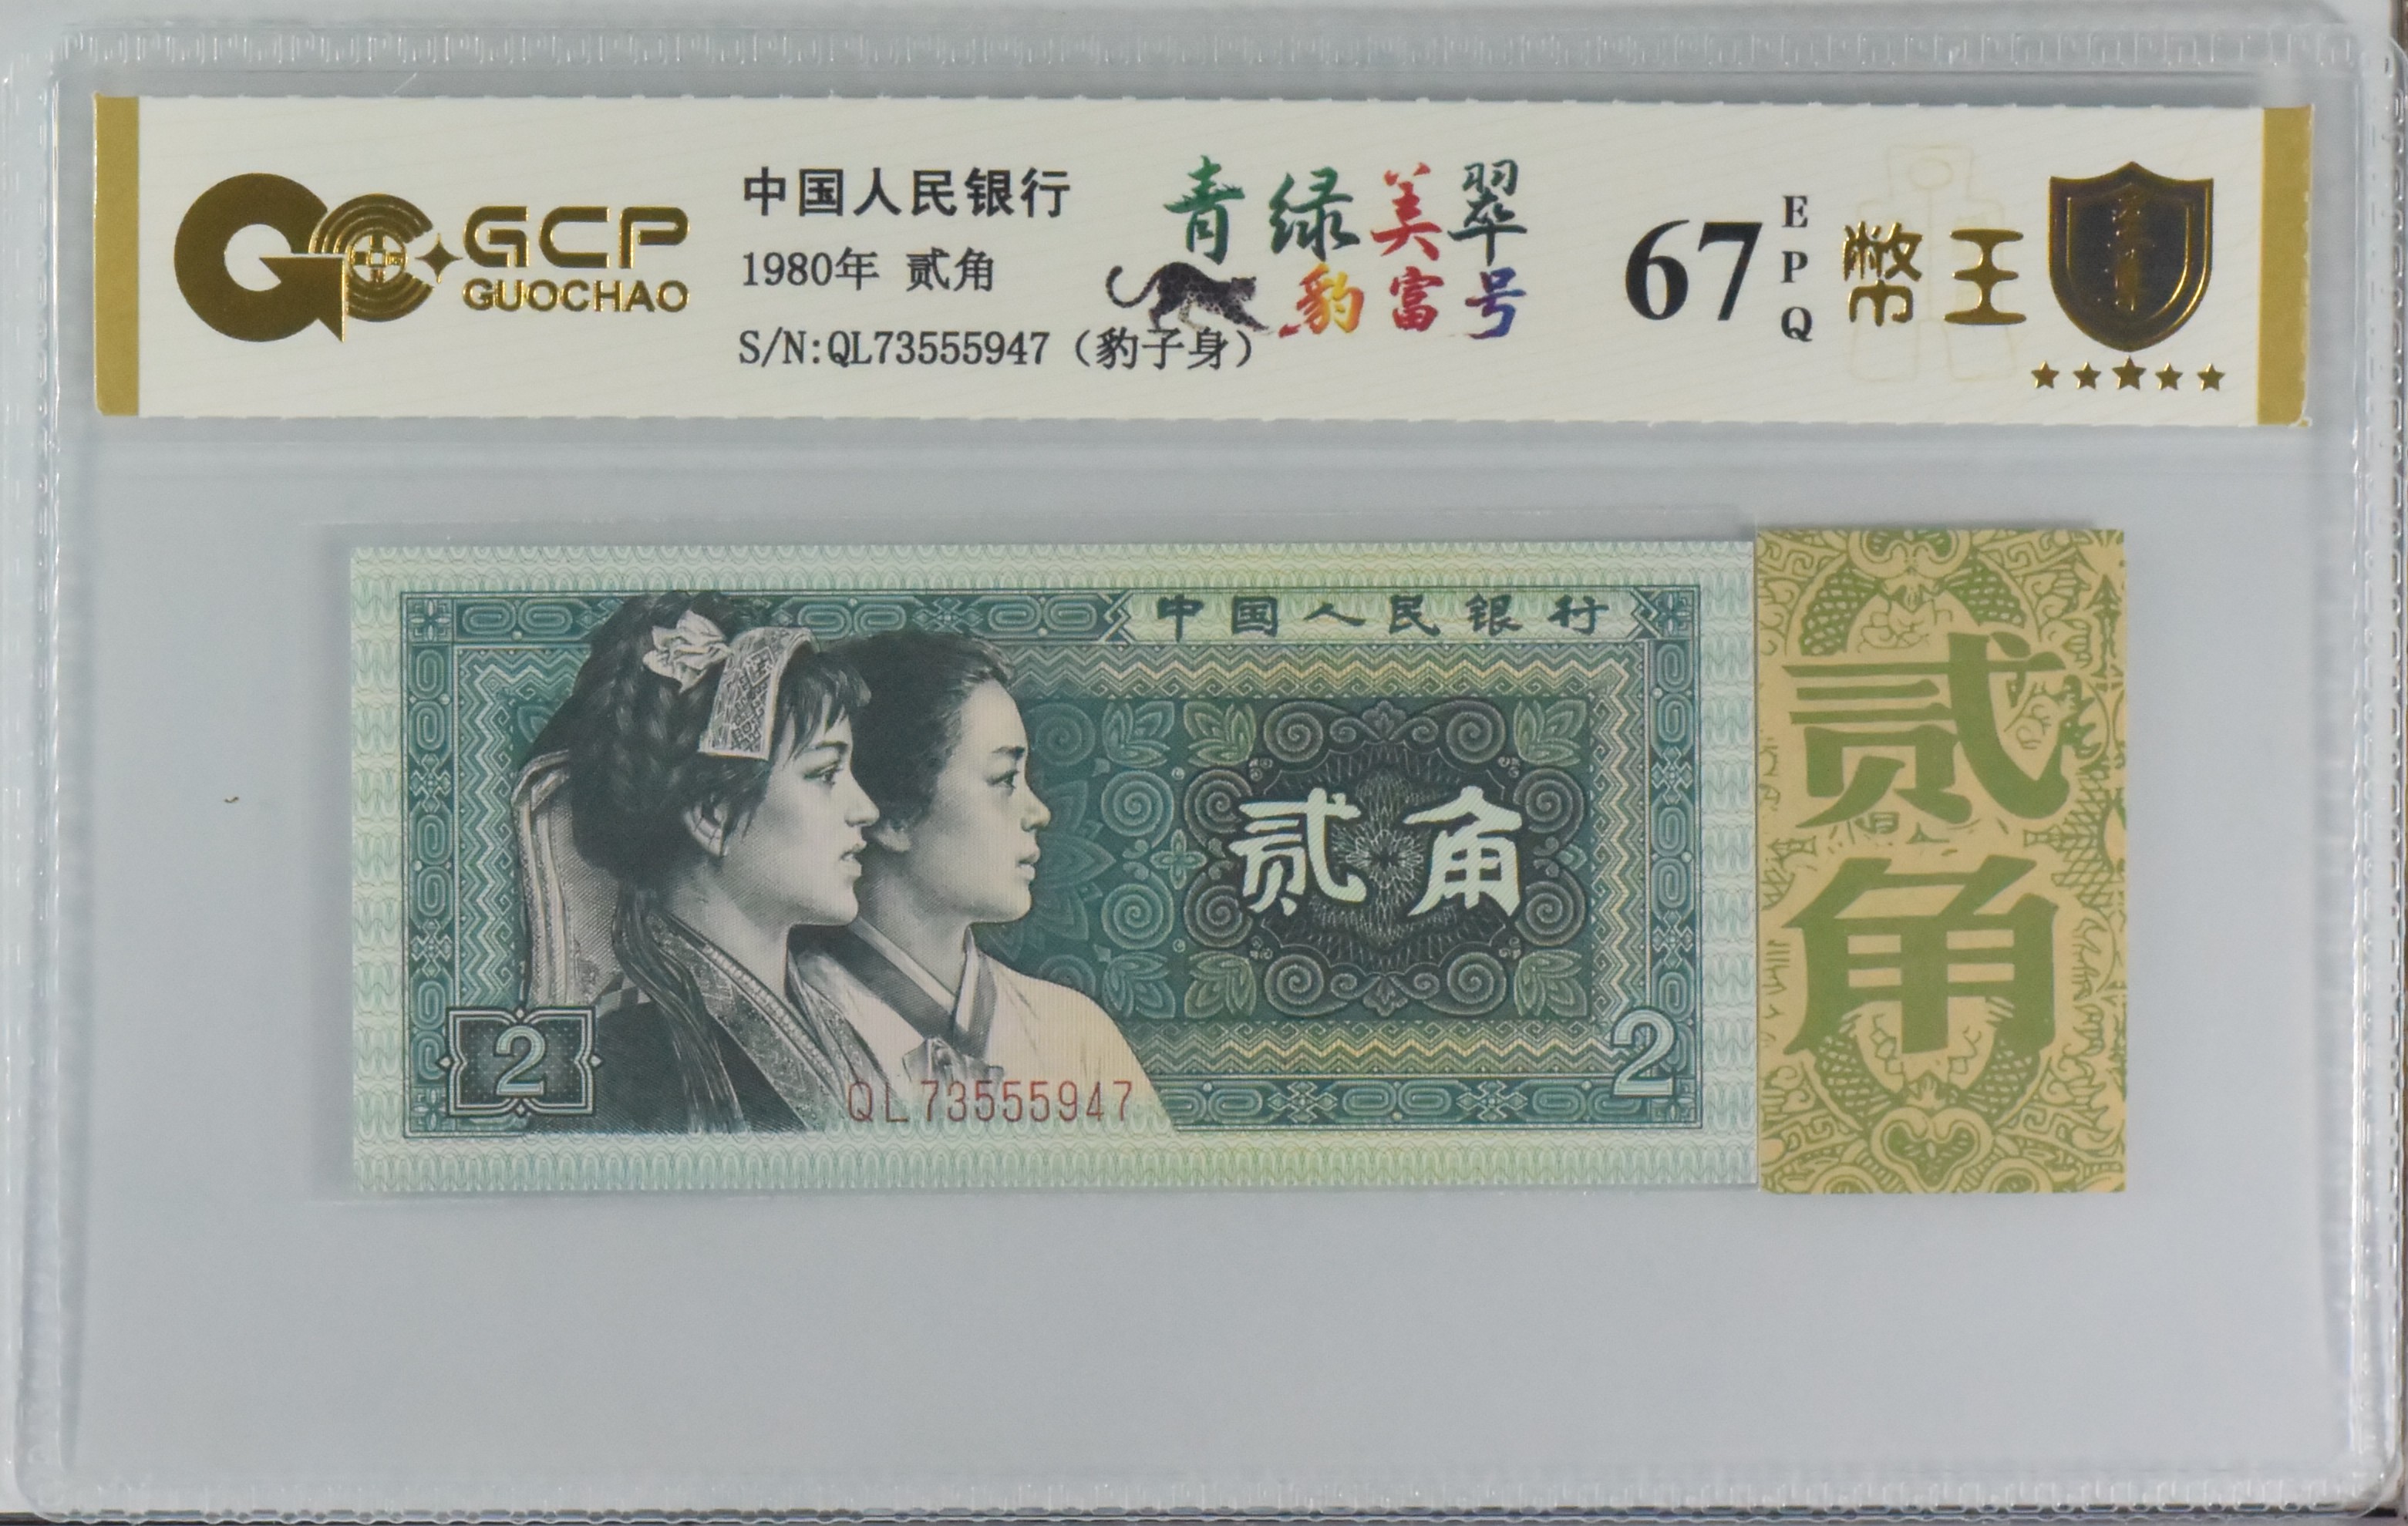 GCP
GUOCHAO
中国人民银行
1980年 贰角
S/N:QL73555947（豹子身）
青绿美翠
豹富号
67
EPQ
幣王
中国人民银行
贰角
2
2
QL73555947
贰角